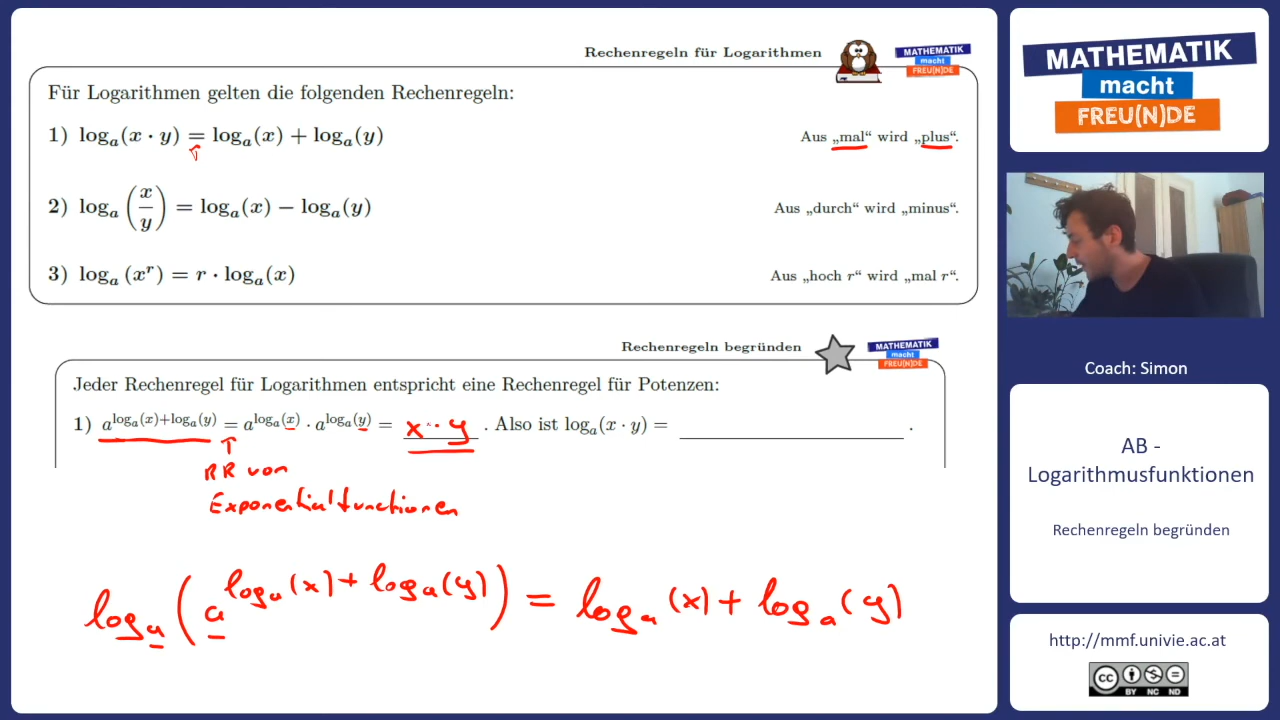 Rechenregeln für Logarithmen
MATHEMATIK
macht
FREU(N)DE
Für Logarithmen gelten die folgenden Rechenregeln:
1) logₐ(x · y) = logₐ(x) + logₐ(y)
Aus „mal“ wird „plus“.
2) logₐ(x/y) = logₐ(x) − logₐ(y)
Aus „durch“ wird „minus“.
3) logₐ(xʳ) = r · logₐ(x)
Aus „hoch r“ wird „mal r“.
Rechenregeln begründen
MATHEMATIK
macht
FREU(N)DE
Jeder Rechenregel für Logarithmen entspricht eine Rechenregel für Potenzen:
1) a^(logₐ(x)+logₐ(y)) = a^(logₐ(x)) · a^(logₐ(y)) = x · y . Also ist logₐ(x · y) = ______ .
RR von
Exponentialfunctionen
logₐ(a^(logₐ(x)+logₐ(y))) = logₐ(x) + logₐ(y)
MATHEMATIK
macht
FREU(N)DE
Coach: Simon
AB -
Logarithmusfunktionen
Rechenregeln begründen
http://mmf.univie.ac.at
cc
BY NC ND